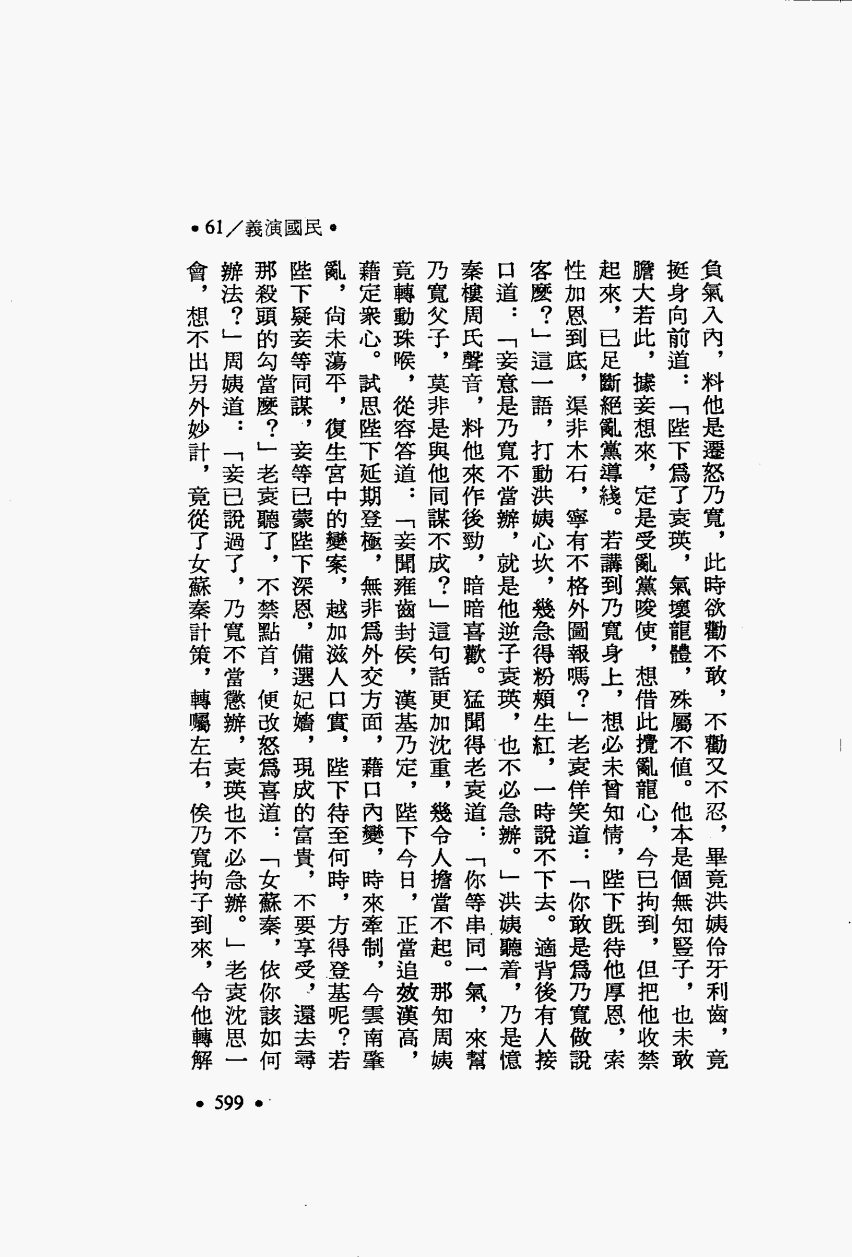 •61／義演國民•
負氣入內，料他是遷怒乃寬，此時欲勸不敢，不勸又不忍，畢竟洪姨伶牙利齒，竟
挺身向前道：「陛下爲了袁瑛，氣壞龍體，殊屬不值。他本是個無知豎子，也未敢
膽大若此，據妾想來，定是受亂黨唆使，想借此攪亂龍心，今已拘到，但把他收禁
起來，已足斷絕亂黨導綫。若講到乃寬身上，想必未曾知情，陛下旣待他厚恩，索
性加恩到底，渠非木石，寧有不格外圖報嗎？」老袁佯笑道：「你敢是爲乃寬做說
客麼？」這一語，打動洪姨心坎，幾急得粉頰生紅，一時說不下去。適背後有人接
口道：「妾意是乃寬不當辦，就是他逆子袁瑛，也不必急辦。」洪姨聽着，乃是憶
秦樓周氏聲音，料他來作後勁，暗暗喜歡。猛聞得老袁道：「你等串同一氣，來幫
乃寬父子，莫非是與他同謀不成？」這句話更加沈重，幾令人擔當不起。那知周姨
竟轉動珠喉，從容答道：「妾聞雍齒封侯，漢基乃定，陛下今日，正當追效漢高，
藉定衆心。試思陛下延期登極，無非爲外交方面，藉口內變，時來牽制，今雲南肇
亂，尙未蕩平，復生宮中的變案，越加滋人口實，陛下待至何時，方得登基呢？若
陛下疑妾等同謀，妾等已蒙陛下深恩，備選妃嬙，現成的富貴，不要享受，還去尋
那殺頭的勾當麼？」老袁聽了，不禁點首，便改怒爲喜道：「女蘇秦，依你該如何
辦法？」周姨道：「妾已說過了，乃寬不當懲辦，袁瑛也不必急辦。」老袁沈思一
會，想不出另外妙計，竟從了女蘇秦計策，轉囑左右，俟乃寬拘子到來，令他轉解
•599•